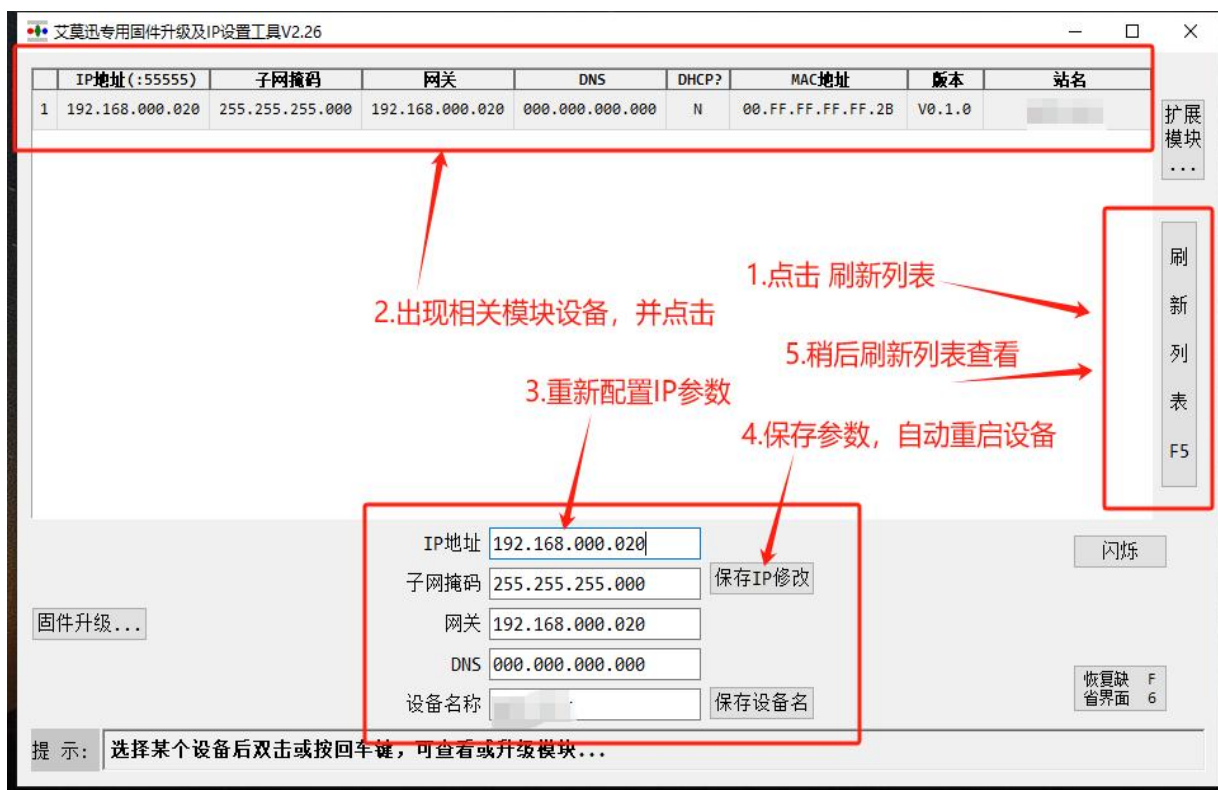 艾莫迅专用固件升级及IP设置工具V2.26
IP地址(:55555) 子网掩码 网关 DNS DHCP? MAC地址 版本 站名
1 192.168.000.020 255.255.255.000 192.168.000.020 000.000.000.000 N 00.FF.FF.FF.FF.2B V0.1.0
扩展
模块
...
1.点击 刷新列表
2.出现相关模块设备，并点击
5.稍后刷新列表查看
3.重新配置IP参数
4.保存参数，自动重启设备
刷
新
列
表
F5
IP地址 192.168.000.020
子网掩码 255.255.255.000
保存IP修改
网关 192.168.000.020
DNS 000.000.000.000
设备名称
保存设备名
闪烁
固件升级...
恢复缺 F
省界面 6
提 示: 选择某个设备后双击或按回车键，可查看或升级模块...